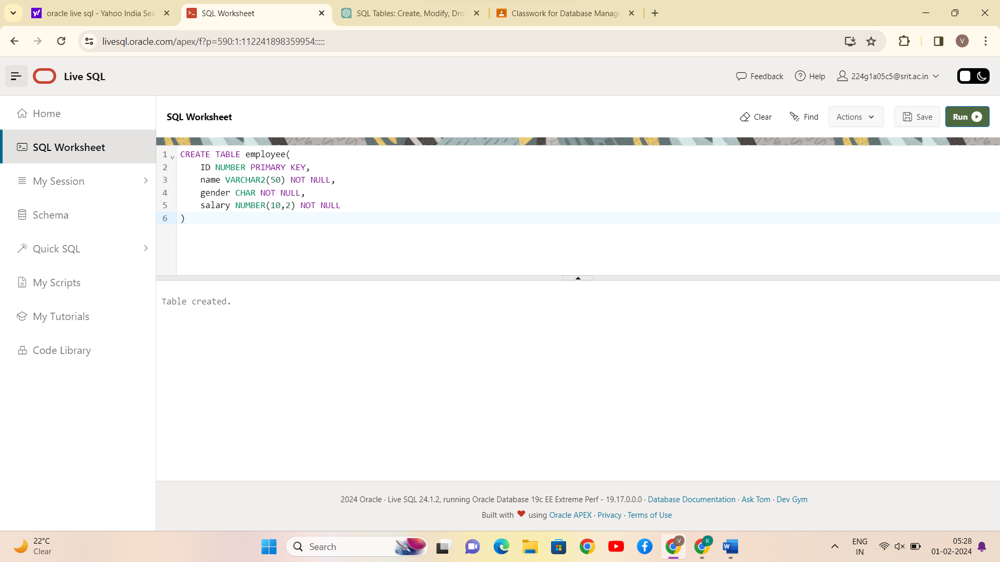 oracle live sql - Yahoo India Sea
SQL Worksheet
SQL Tables: Create, Modify, Dro
Classwork for Database Manage
livesql.oracle.com/apex/f?p=590:1:112241898359954:::::
V
Live SQL
Feedback
Help
224g1a05c5@srit.ac.in
Home
SQL Worksheet
My Session
Schema
Quick SQL
My Scripts
My Tutorials
Code Library
SQL Worksheet
Clear
Find
Actions
Save
Run
1 CREATE TABLE employee(
2 ID NUMBER PRIMARY KEY,
3 name VARCHAR2(50) NOT NULL,
4 gender CHAR NOT NULL,
5 salary NUMBER(10,2) NOT NULL
6 )
Table created.
2024 Oracle · Live SQL 24.1.2, running Oracle Database 19c EE Extreme Perf - 19.17.0.0.0 · Database Documentation · Ask Tom · Dev Gym
Built with ❤ using Oracle APEX · Privacy · Terms of Use
22°C
Clear
Search
V
K
W
ENG
IN
05:28
01-02-2024